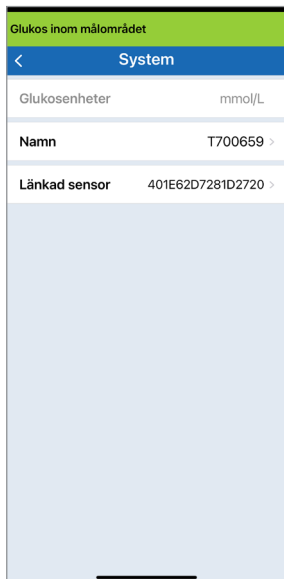 Glukos inom målområdet
System
Glukosenheter mmol/L
Namn T700659
Länkad sensor 401E62D7281D2720